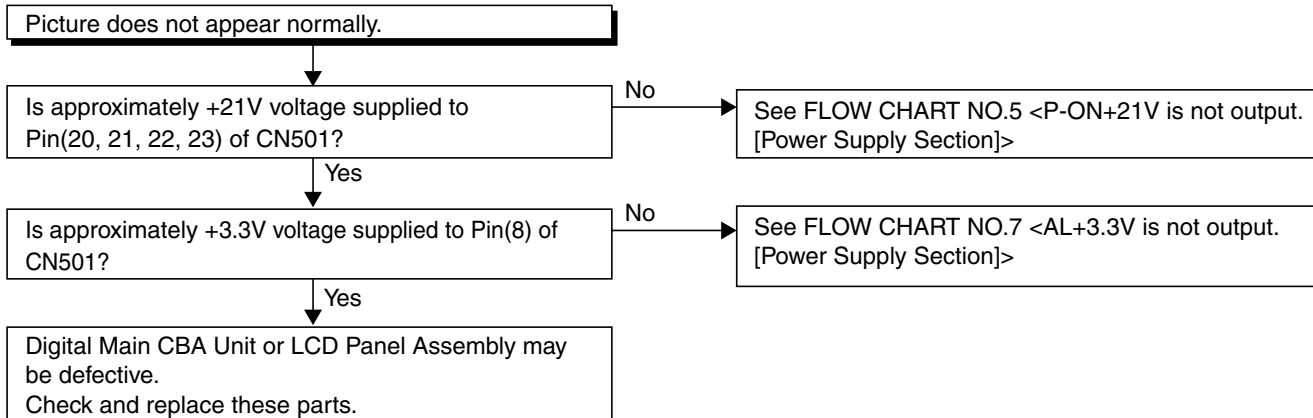 Picture does not appear normally.
Is approximately +21V voltage supplied to
Pin(20, 21, 22, 23) of CN501?
No
See FLOW CHART NO.5 <P-ON+21V is not output.
[Power Supply Section]>
Yes
Is approximately +3.3V voltage supplied to Pin(8) of
CN501?
No
See FLOW CHART NO.7 <AL+3.3V is not output.
[Power Supply Section]>
Yes
Digital Main CBA Unit or LCD Panel Assembly may
be defective.
Check and replace these parts.